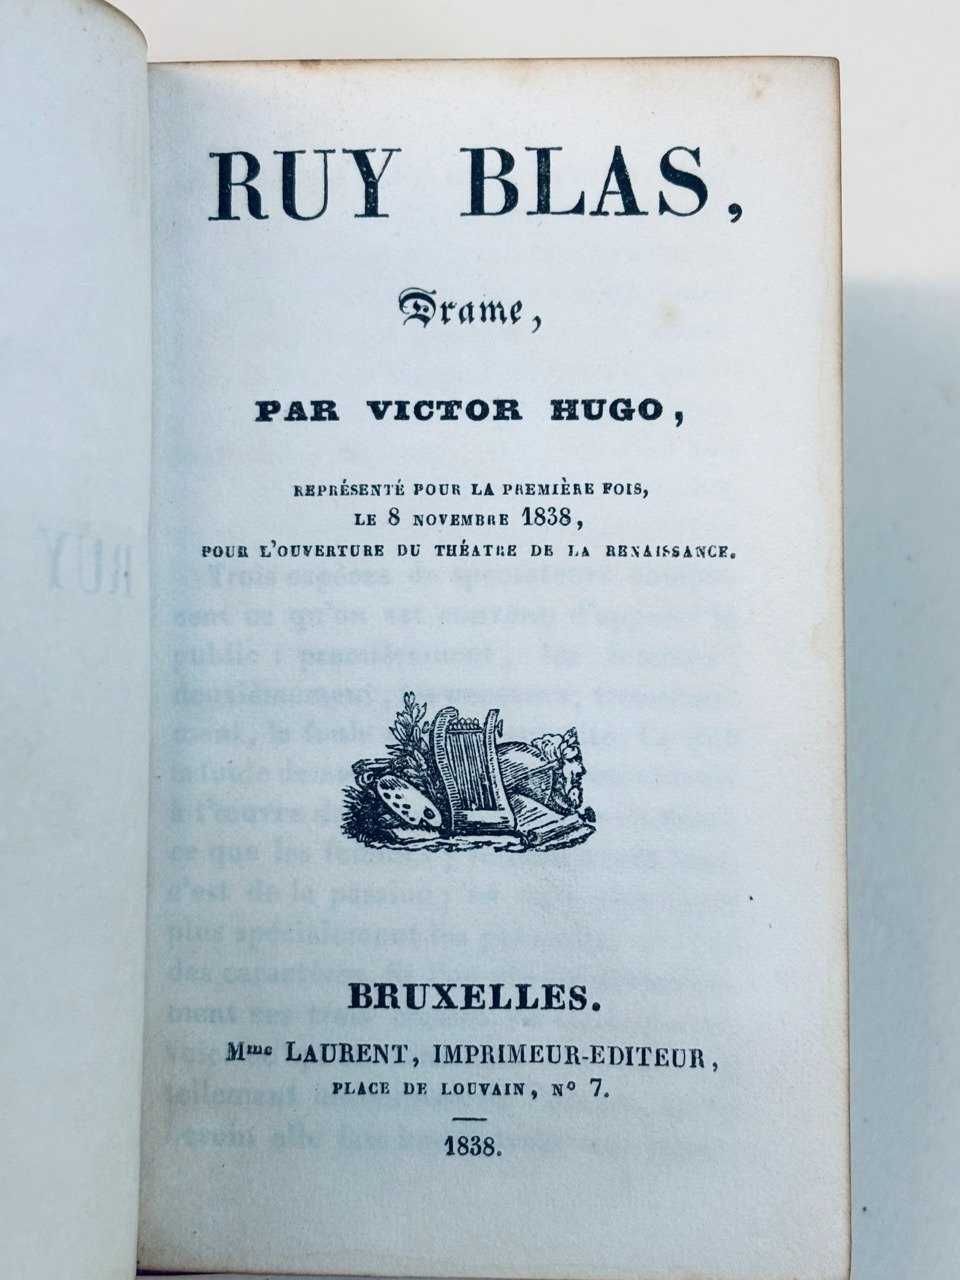 RUY BLAS,
Drame,
PAR VICTOR HUGO,
REPRÉSENTÉ POUR LA PREMIÈRE FOIS,
LE 8 NOVEMBRE 1838,
POUR L'OUVERTURE DU THÉATRE DE LA RENAISSANCE.
BRUXELLES.
Mme LAURENT, IMPRIMEUR-EDITEUR,
PLACE DE LOUVAIN, No 7.
1838.